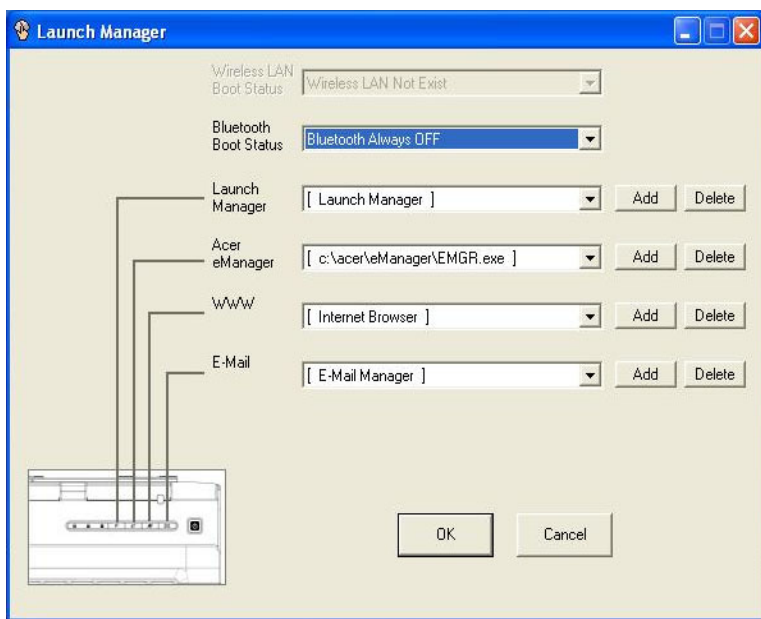 Launch Manager
Wireless LAN
Boot Status
Wireless LAN Not Exist
Bluetooth
Boot Status
Bluetooth Always OFF
Launch
Manager
[ Launch Manager ]
Add
Delete
Acer
eManager
[ c:\acer\eManager\EMGR.exe ]
Add
Delete
WWW
[ Internet Browser ]
Add
Delete
E-Mail
[ E-Mail Manager ]
Add
Delete
OK
Cancel